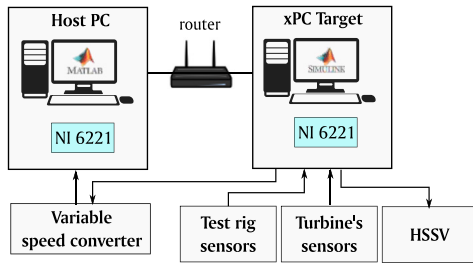 Host PC
router
xPC Target
MATLAB
SIMULINK
NI 6221
NI 6221
Variable
speed converter
Test rig
sensors
Turbine's
sensors
HSSV